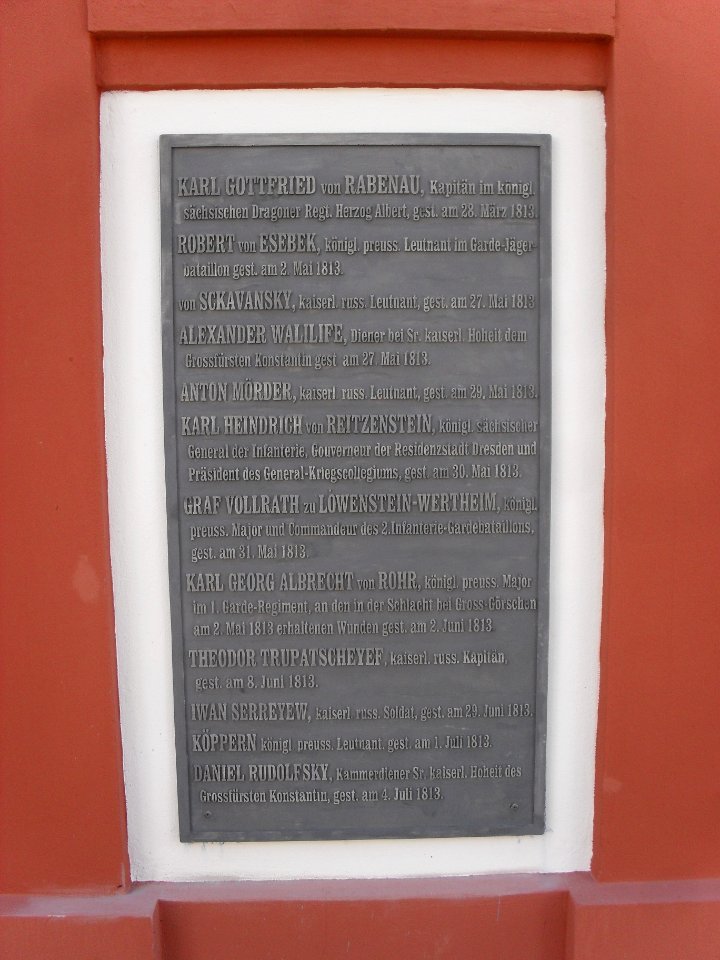 KARL GOTTFRIED von RABENAU, Kapitän im königl.
sächsischen Dragoner Regt. Herzog Albert, gest. am 28. März 1813.
ROBERT von ESEBEK, königl. preuss. Leutnant im Garde-Jäger-
bataillon gest. am 2. Mai 1813.
von SCKAVANSKY, kaiserl. russ. Leutnant, gest. am 27. Mai 1813
ALEXANDER WALILIFE, Diener bei Sr. kaiserl. Hoheit dem
Grossfürsten Konstantin gest am 27. Mai 1813.
ANTON MÖRDER, kaiserl. russ. Leutnant, gest. am 29. Mai 1813.
KARL HEINDRICH von REITZENSTEIN, königl. sächsischer
General der Infanterie, Gouverneur der Residenzstadt Dresden und
Präsident des General-Kriegscollegiums, gest. am 30. Mai 1813.
GRAF VOLLRATH zu LÖWENSTEIN-WERTHEIM, königl.
preuss. Major und Commandeur des 2. Infanterie-Gardebataillons,
gest. am 31. Mai 1813.
KARL GEORG ALBRECHT von ROHR, königl. preuss. Major
im 1. Garde-Regiment, an den in der Schlacht bei Gross-Görschen
am 2. Mai 1813 erhaltenen Wunden gest. am 2. Juni 1813.
THEODOR TRUPATSCHEYEF, kaiserl. russ. Kapitän,
gest. am 8. Juni 1813.
IWAN SERREYEW, kaiserl. russ. Soldat, gest. am 29. Juni 1813.
KÖPPERN königl. preuss. Leutnant. gest. am 1. Juli 1813.
DANIEL RUDOLFSKY, Kammerdiener Sr. kaiserl. Hoheit des
Grossfürsten Konstantin, gest. am 4. Juli 1813.